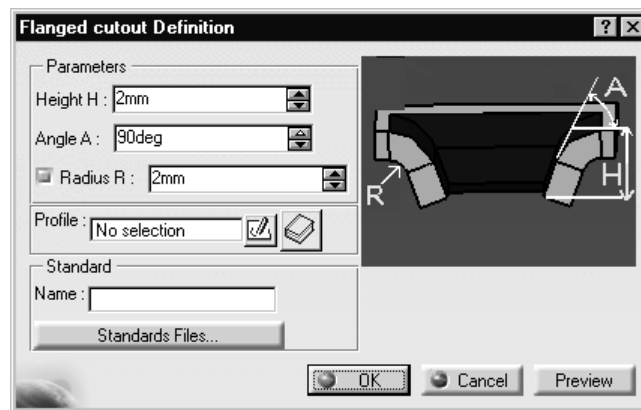 Flanged cutout Definition
Parameters
Height H : 2mm
Angle A : 90deg
Radius R : 2mm
Profile : No selection
Standard
Name :
Standards Files...
A
H
R
OK Cancel Preview